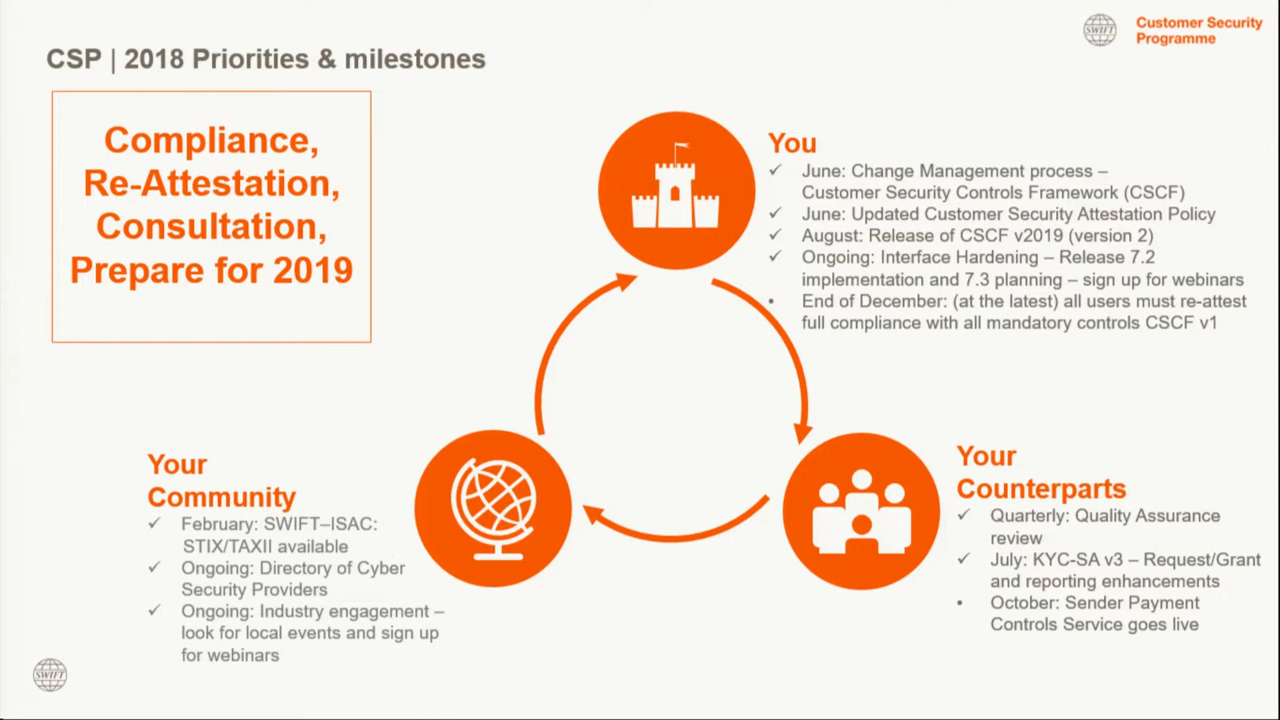 SWIFT
Customer Security
Programme
CSP | 2018 Priorities & milestones
Compliance,
Re-Attestation,
Consultation,
Prepare for 2019
You
✓ June: Change Management process –
Customer Security Controls Framework (CSCF)
✓ June: Updated Customer Security Attestation Policy
✓ August: Release of CSCF v2019 (version 2)
✓ Ongoing: Interface Hardening – Release 7.2
implementation and 7.3 planning – sign up for webinars
• End of December: (at the latest) all users must re-attest
full compliance with all mandatory controls CSCF v1
Your
Counterparts
✓ Quarterly: Quality Assurance
review
✓ July: KYC-SA v3 – Request/Grant
and reporting enhancements
• October: Sender Payment
Controls Service goes live
Your
Community
✓ February: SWIFT–ISAC:
STIX/TAXII available
✓ Ongoing: Directory of Cyber
Security Providers
✓ Ongoing: Industry engagement –
look for local events and sign up
for webinars
SWIFT